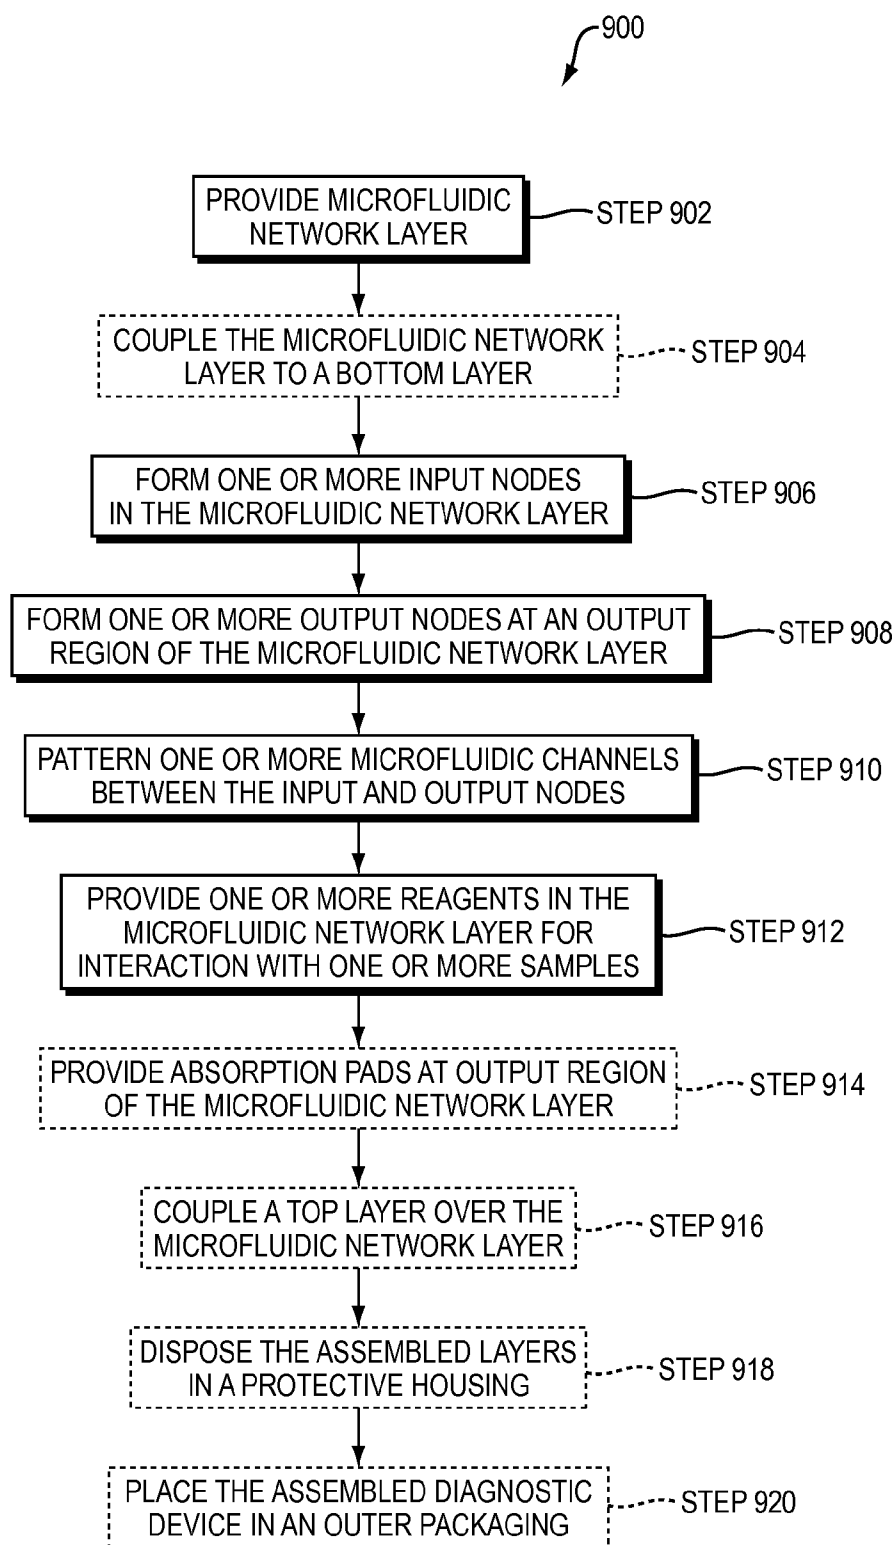 900
PROVIDE MICROFLUIDIC
NETWORK LAYER
STEP 902
COUPLE THE MICROFLUIDIC NETWORK
LAYER TO A BOTTOM LAYER
STEP 904
FORM ONE OR MORE INPUT NODES
IN THE MICROFLUIDIC NETWORK LAYER
STEP 906
FORM ONE OR MORE OUTPUT NODES AT AN OUTPUT
REGION OF THE MICROFLUIDIC NETWORK LAYER
STEP 908
PATTERN ONE OR MORE MICROFLUIDIC CHANNELS
BETWEEN THE INPUT AND OUTPUT NODES
STEP 910
PROVIDE ONE OR MORE REAGENTS IN THE
MICROFLUIDIC NETWORK LAYER FOR
INTERACTION WITH ONE OR MORE SAMPLES
STEP 912
PROVIDE ABSORPTION PADS AT OUTPUT REGION
OF THE MICROFLUIDIC NETWORK LAYER
STEP 914
COUPLE A TOP LAYER OVER THE
MICROFLUIDIC NETWORK LAYER
STEP 916
DISPOSE THE ASSEMBLED LAYERS
IN A PROTECTIVE HOUSING
STEP 918
PLACE THE ASSEMBLED DIAGNOSTIC
DEVICE IN AN OUTER PACKAGING
STEP 920